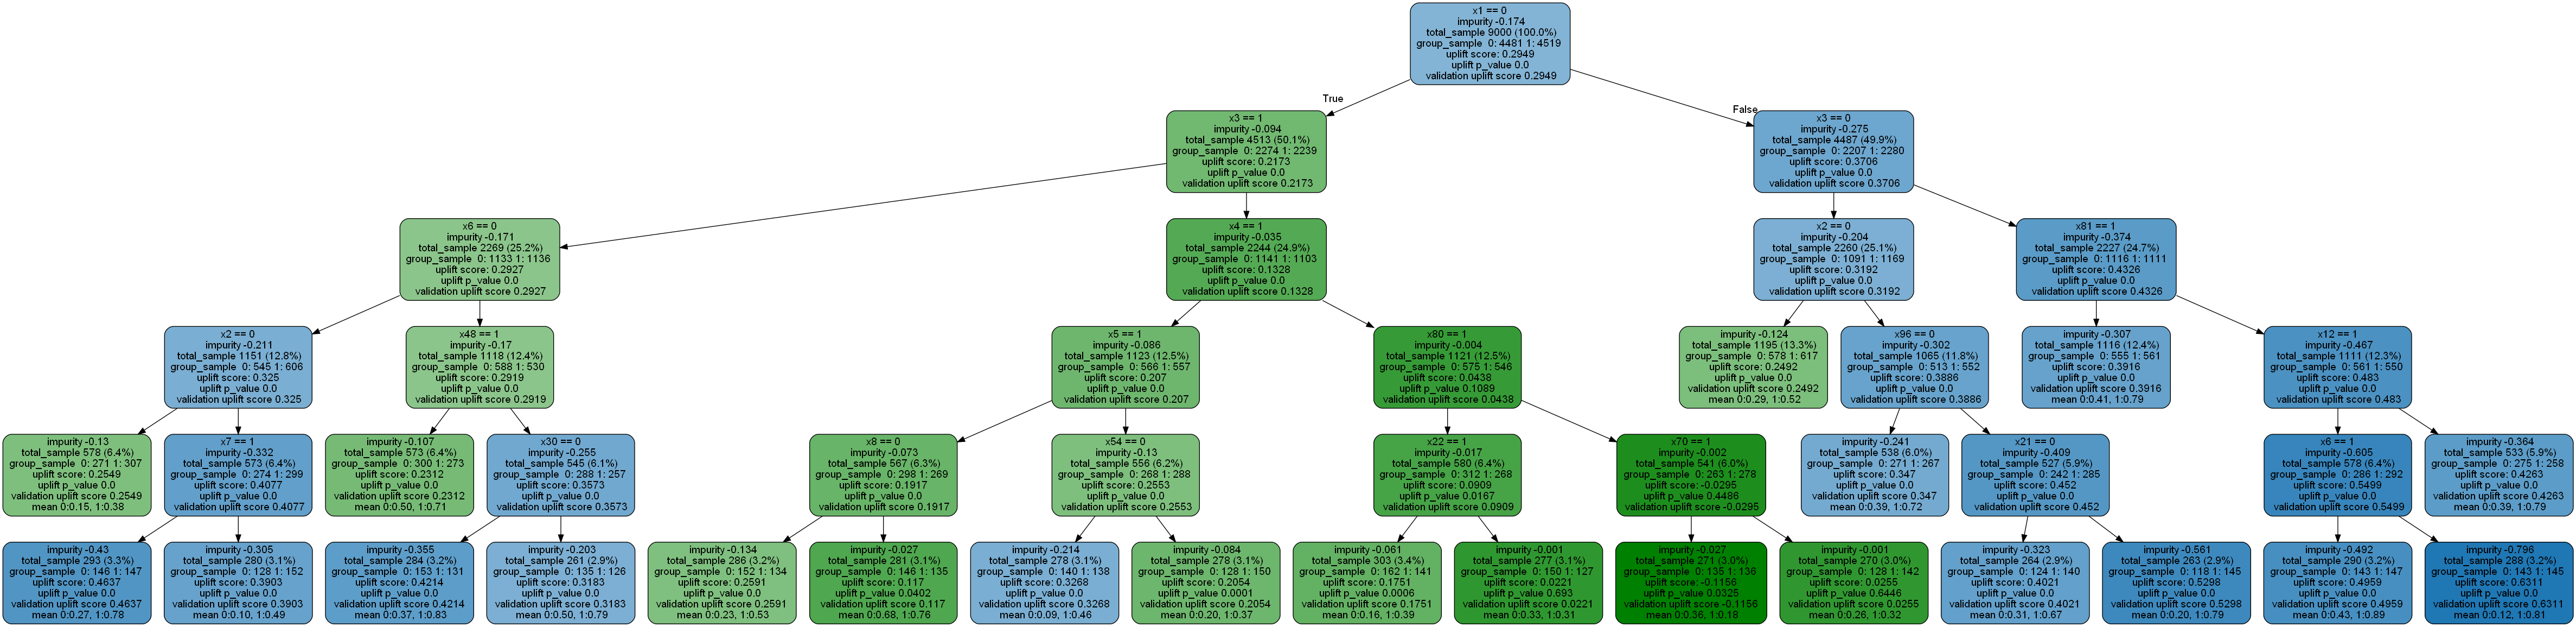 x1 == 0
impurity -0.174
total_sample 9000 (100.0%)
group_sample 0: 4481 1: 4519
uplift score: 0.2949
uplift p_value 0.0
validation uplift score 0.2949
True
False
x3 == 1
impurity -0.094
total_sample 4513 (50.1%)
group_sample 0: 2274 1: 2239
uplift score: 0.2173
uplift p_value 0.0
validation uplift score 0.2173
x3 == 0
impurity -0.275
total_sample 4487 (49.9%)
group_sample 0: 2207 1: 2280
uplift score: 0.3706
uplift p_value 0.0
validation uplift score 0.3706
x6 == 0
impurity -0.171
total_sample 2269 (25.2%)
group_sample 0: 1133 1: 1136
uplift score: 0.2927
uplift p_value 0.0
validation uplift score 0.2927
x4 == 1
impurity -0.035
total_sample 2244 (24.9%)
group_sample 0: 1141 1: 1103
uplift score: 0.1328
uplift p_value 0.0
validation uplift score 0.1328
x2 == 0
impurity -0.204
total_sample 2260 (25.1%)
group_sample 0: 1091 1: 1169
uplift score: 0.3192
uplift p_value 0.0
validation uplift score 0.3192
x81 == 1
impurity -0.374
total_sample 2227 (24.7%)
group_sample 0: 1116 1: 1111
uplift score: 0.4326
uplift p_value 0.0
validation uplift score 0.4326
x2 == 0
impurity -0.211
total_sample 1151 (12.8%)
group_sample 0: 545 1: 606
uplift score: 0.325
uplift p_value 0.0
validation uplift score 0.325
x48 == 1
impurity -0.17
total_sample 1118 (12.4%)
group_sample 0: 588 1: 530
uplift score: 0.2919
uplift p_value 0.0
validation uplift score 0.2919
x5 == 1
impurity -0.086
total_sample 1123 (12.5%)
group_sample 0: 566 1: 557
uplift score: 0.207
uplift p_value 0.0
validation uplift score 0.207
x80 == 1
impurity -0.004
total_sample 1121 (12.5%)
group_sample 0: 575 1: 546
uplift score: 0.0438
uplift p_value 0.1089
validation uplift score 0.0438
impurity -0.124
total_sample 1195 (13.3%)
group_sample 0: 578 1: 617
uplift score: 0.2492
uplift p_value 0.0
validation uplift score 0.2492
mean 0:0.29, 1:0.52
x96 == 0
impurity -0.302
total_sample 1065 (11.8%)
group_sample 0: 513 1: 552
uplift score: 0.3886
uplift p_value 0.0
validation uplift score 0.3886
impurity -0.307
total_sample 1116 (12.4%)
group_sample 0: 555 1: 561
uplift score: 0.3916
uplift p_value 0.0
validation uplift score 0.3916
mean 0:0.41, 1:0.79
x12 == 1
impurity -0.467
total_sample 1111 (12.3%)
group_sample 0: 561 1: 550
uplift score: 0.483
uplift p_value 0.0
validation uplift score 0.483
impurity -0.13
total_sample 578 (6.4%)
group_sample 0: 271 1: 307
uplift score: 0.2549
uplift p_value 0.0
validation uplift score 0.2549
mean 0:0.15, 1:0.38
x7 == 1
impurity -0.332
total_sample 573 (6.4%)
group_sample 0: 274 1: 299
uplift score: 0.4077
uplift p_value 0.0
validation uplift score 0.4077
impurity -0.107
total_sample 573 (6.4%)
group_sample 0: 300 1: 273
uplift score: 0.2312
uplift p_value 0.0
validation uplift score 0.2312
mean 0:0.50, 1:0.71
x30 == 0
impurity -0.255
total_sample 545 (6.1%)
group_sample 0: 288 1: 257
uplift score: 0.3573
uplift p_value 0.0
validation uplift score 0.3573
x8 == 0
impurity -0.073
total_sample 567 (6.3%)
group_sample 0: 298 1: 269
uplift score: 0.1917
uplift p_value 0.0
validation uplift score 0.1917
x54 == 0
impurity -0.13
total_sample 556 (6.2%)
group_sample 0: 268 1: 288
uplift score: 0.2553
uplift p_value 0.0
validation uplift score 0.2553
x22 == 1
impurity -0.017
total_sample 580 (6.4%)
group_sample 0: 312 1: 268
uplift score: 0.0909
uplift p_value 0.0167
validation uplift score 0.0909
x70 == 1
impurity -0.002
total_sample 541 (6.0%)
group_sample 0: 263 1: 278
uplift score: -0.0295
uplift p_value 0.4486
validation uplift score -0.0295
impurity -0.241
total_sample 538 (6.0%)
group_sample 0: 271 1: 267
uplift score: 0.347
uplift p_value 0.0
validation uplift score 0.347
mean 0:0.39, 1:0.72
x21 == 0
impurity -0.409
total_sample 527 (5.9%)
group_sample 0: 242 1: 285
uplift score: 0.452
uplift p_value 0.0
validation uplift score 0.452
x6 == 1
impurity -0.605
total_sample 578 (6.4%)
group_sample 0: 286 1: 292
uplift score: 0.5499
uplift p_value 0.0
validation uplift score 0.5499
impurity -0.364
total_sample 533 (5.9%)
group_sample 0: 275 1: 258
uplift score: 0.4263
uplift p_value 0.0
validation uplift score 0.4263
mean 0:0.39, 1:0.79
impurity -0.43
total_sample 293 (3.3%)
group_sample 0: 146 1: 147
uplift score: 0.4637
uplift p_value 0.0
validation uplift score 0.4637
mean 0:0.27, 1:0.78
impurity -0.305
total_sample 280 (3.1%)
group_sample 0: 128 1: 152
uplift score: 0.3903
uplift p_value 0.0
validation uplift score 0.3903
mean 0:0.10, 1:0.49
impurity -0.355
total_sample 284 (3.2%)
group_sample 0: 153 1: 131
uplift score: 0.4214
uplift p_value 0.0
validation uplift score 0.4214
mean 0:0.37, 1:0.83
impurity -0.203
total_sample 261 (2.9%)
group_sample 0: 135 1: 126
uplift score: 0.3183
uplift p_value 0.0
validation uplift score 0.3183
mean 0:0.50, 1:0.79
impurity -0.134
total_sample 286 (3.2%)
group_sample 0: 152 1: 134
uplift score: 0.2591
uplift p_value 0.0
validation uplift score 0.2591
mean 0:0.23, 1:0.53
impurity -0.027
total_sample 281 (3.1%)
group_sample 0: 146 1: 135
uplift score: 0.117
uplift p_value 0.0402
validation uplift score 0.117
mean 0:0.68, 1:0.76
impurity -0.214
total_sample 278 (3.1%)
group_sample 0: 140 1: 138
uplift score: 0.3268
uplift p_value 0.0
validation uplift score 0.3268
mean 0:0.09, 1:0.46
impurity -0.084
total_sample 278 (3.1%)
group_sample 0: 128 1: 150
uplift score: 0.2054
uplift p_value 0.0001
validation uplift score 0.2054
mean 0:0.20, 1:0.37
impurity -0.061
total_sample 303 (3.4%)
group_sample 0: 162 1: 141
uplift score: 0.1751
uplift p_value 0.0006
validation uplift score 0.1751
mean 0:0.16, 1:0.39
impurity -0.001
total_sample 277 (3.1%)
group_sample 0: 150 1: 127
uplift score: 0.0221
uplift p_value 0.693
validation uplift score 0.0221
mean 0:0.33, 1:0.31
impurity -0.027
total_sample 271 (3.0%)
group_sample 0: 135 1: 136
uplift score: -0.1156
uplift p_value 0.0325
validation uplift score -0.1156
mean 0:0.36, 1:0.18
impurity -0.001
total_sample 270 (3.0%)
group_sample 0: 128 1: 142
uplift score: 0.0255
uplift p_value 0.6446
validation uplift score 0.0255
mean 0:0.26, 1:0.32
impurity -0.323
total_sample 264 (2.9%)
group_sample 0: 124 1: 140
uplift score: 0.4021
uplift p_value 0.0
validation uplift score 0.4021
mean 0:0.31, 1:0.67
impurity -0.561
total_sample 263 (2.9%)
group_sample 0: 118 1: 145
uplift score: 0.5298
uplift p_value 0.0
validation uplift score 0.5298
mean 0:0.20, 1:0.79
impurity -0.492
total_sample 290 (3.2%)
group_sample 0: 143 1: 147
uplift score: 0.4959
uplift p_value 0.0
validation uplift score 0.4959
mean 0:0.43, 1:0.89
impurity -0.796
total_sample 288 (3.2%)
group_sample 0: 143 1: 145
uplift score: 0.6311
uplift p_value 0.0
validation uplift score 0.6311
mean 0:0.12, 1:0.81